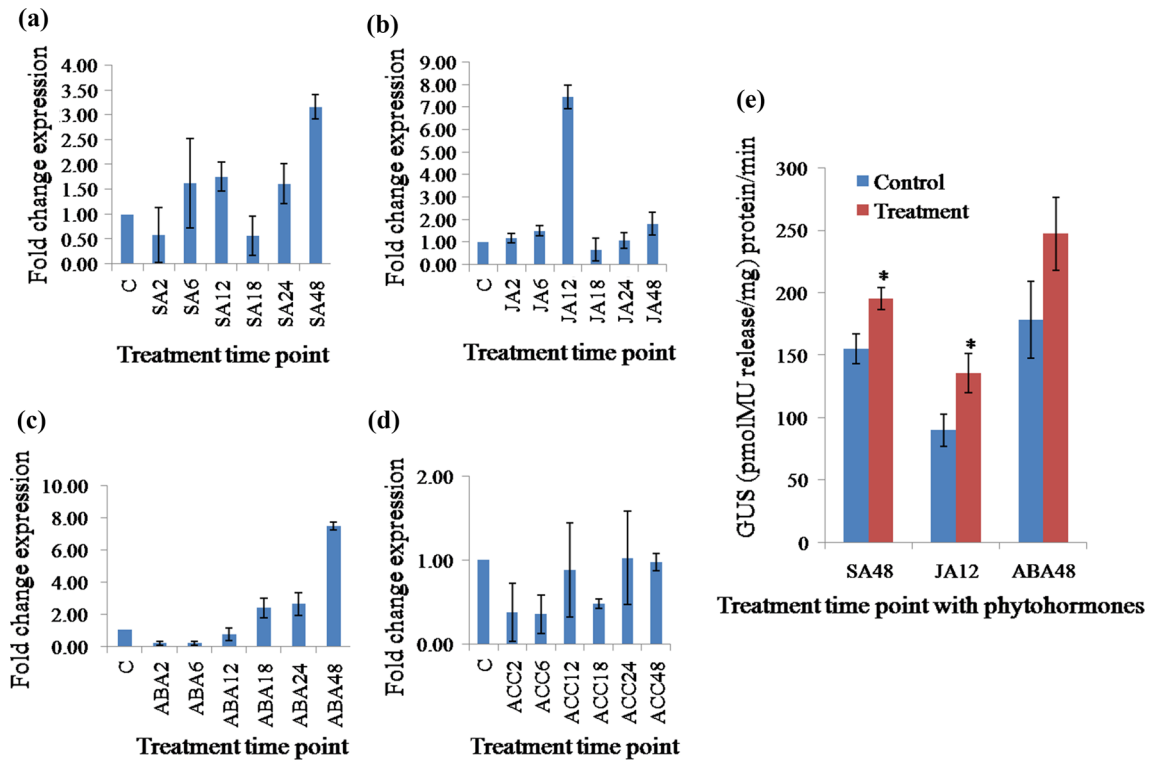 (a)
Fold change expression
4.00
3.50
3.00
2.50
2.00
1.50
1.00
0.50
0.00
C
SA2
SA6
SA12
SA18
SA24
SA48
Treatment time point
(b)
Fold change expression
9.00
8.00
7.00
6.00
5.00
4.00
3.00
2.00
1.00
0.00
C
JA2
JA6
JA12
JA18
JA24
JA48
Treatment time point
(c)
Fold change expression
10.00
8.00
6.00
4.00
2.00
0.00
C
ABA2
ABA6
ABA12
ABA18
ABA24
ABA48
Treatment time point
(d)
Fold change expression
2.00
1.00
0.00
C
ACC2
ACC6
ACC12
ACC18
ACC24
ACC48
Treatment time point
(e)
GUS (pmolMU release/mg) protein/min
300
250
200
150
100
50
0
Control
Treatment
*
*
SA48
JA12
ABA48
Treatment time point with phytohormones